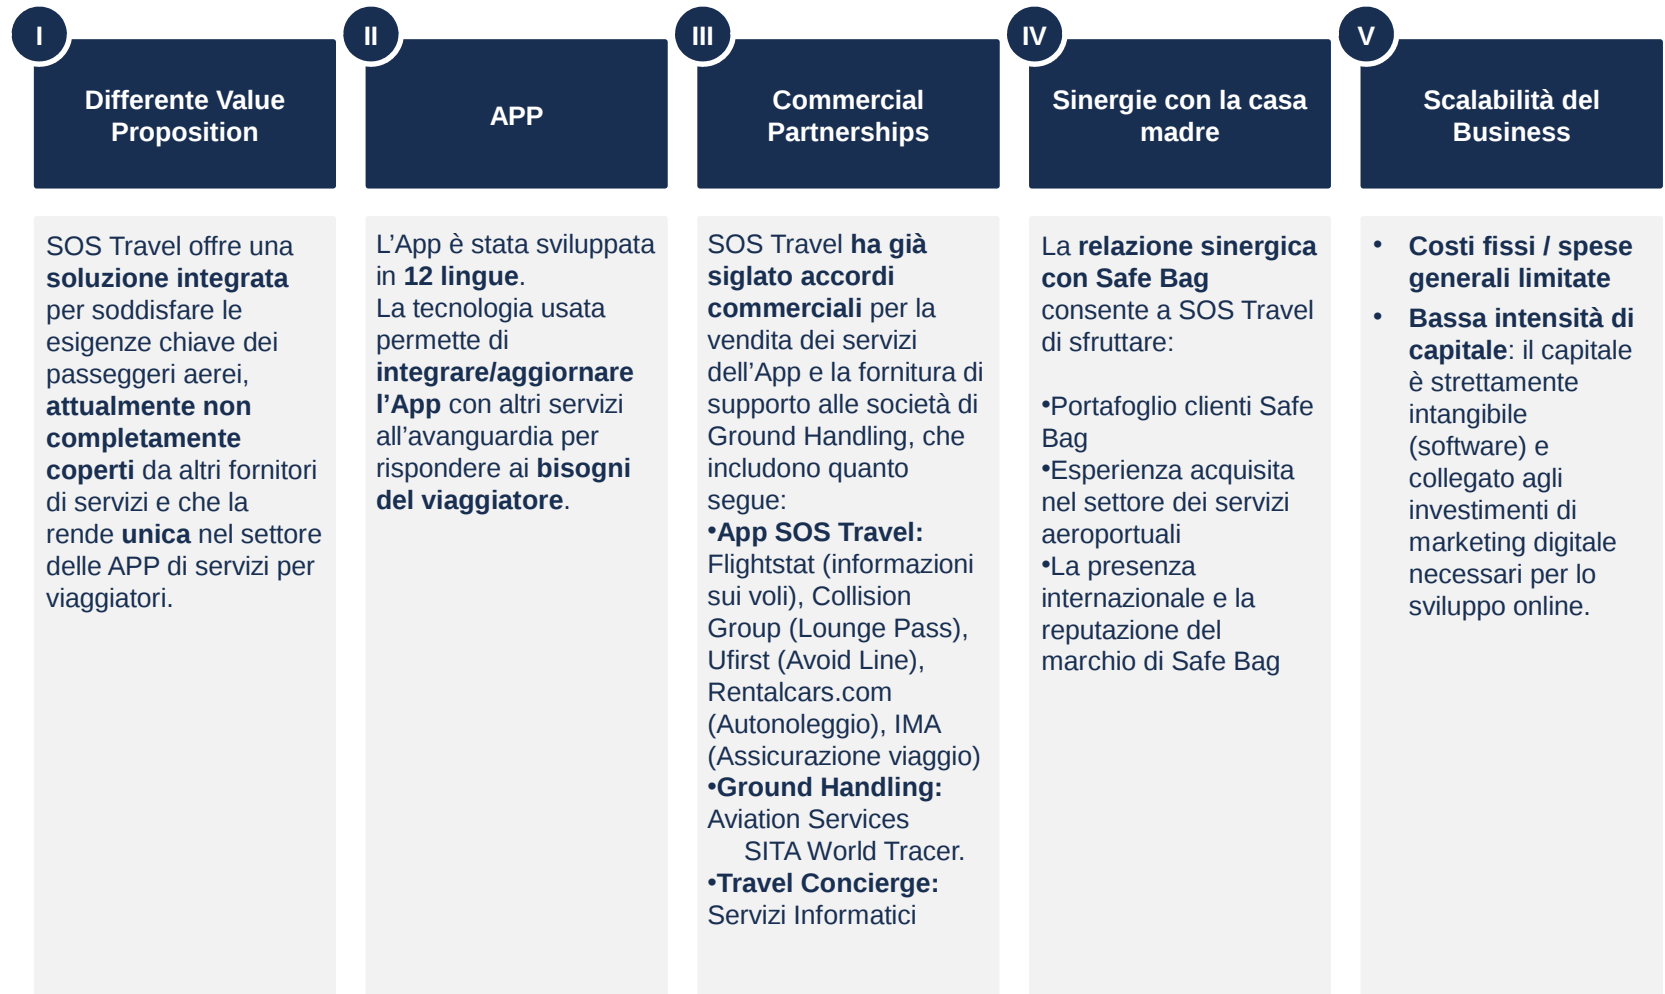 I
Differente Value
Proposition
SOS Travel offre una
soluzione integrata
per soddisfare le
esigenze chiave dei
passeggeri aerei,
attualmente non
completamente
coperti da altri fornitori
di servizi e che la
rende unica nel settore
delle APP di servizi per
viaggiatori.
II
APP
L’App è stata sviluppata
in 12 lingue.
La tecnologia usata
permette di
integrare/aggiornare
l’App con altri servizi
all’avanguardia per
rispondere ai bisogni
del viaggiatore.
III
Commercial
Partnerships
SOS Travel ha già
siglato accordi
commerciali per la
vendita dei servizi
dell’App e la fornitura di
supporto alle società di
Ground Handling, che
includono quanto
segue:
•App SOS Travel:
Flightstat (informazioni
sui voli), Collision
Group (Lounge Pass),
Ufirst (Avoid Line),
Rentalcars.com
(Autonoleggio), IMA
(Assicurazione viaggio)
•Ground Handling:
Aviation Services
SITA World Tracer.
•Travel Concierge:
Servizi Informatici
IV
Sinergie con la casa
madre
La relazione sinergica
con Safe Bag
consente a SOS Travel
di sfruttare:
•Portafoglio clienti Safe
Bag
•Esperienza acquisita
nel settore dei servizi
aeroportuali
•La presenza
internazionale e la
reputazione del
marchio di Safe Bag
V
Scalabilità del
Business
• Costi fissi / spese
generali limitate
• Bassa intensità di
capitale: il capitale
è strettamente
intangibile
(software) e
collegato agli
investimenti di
marketing digitale
necessari per lo
sviluppo online.